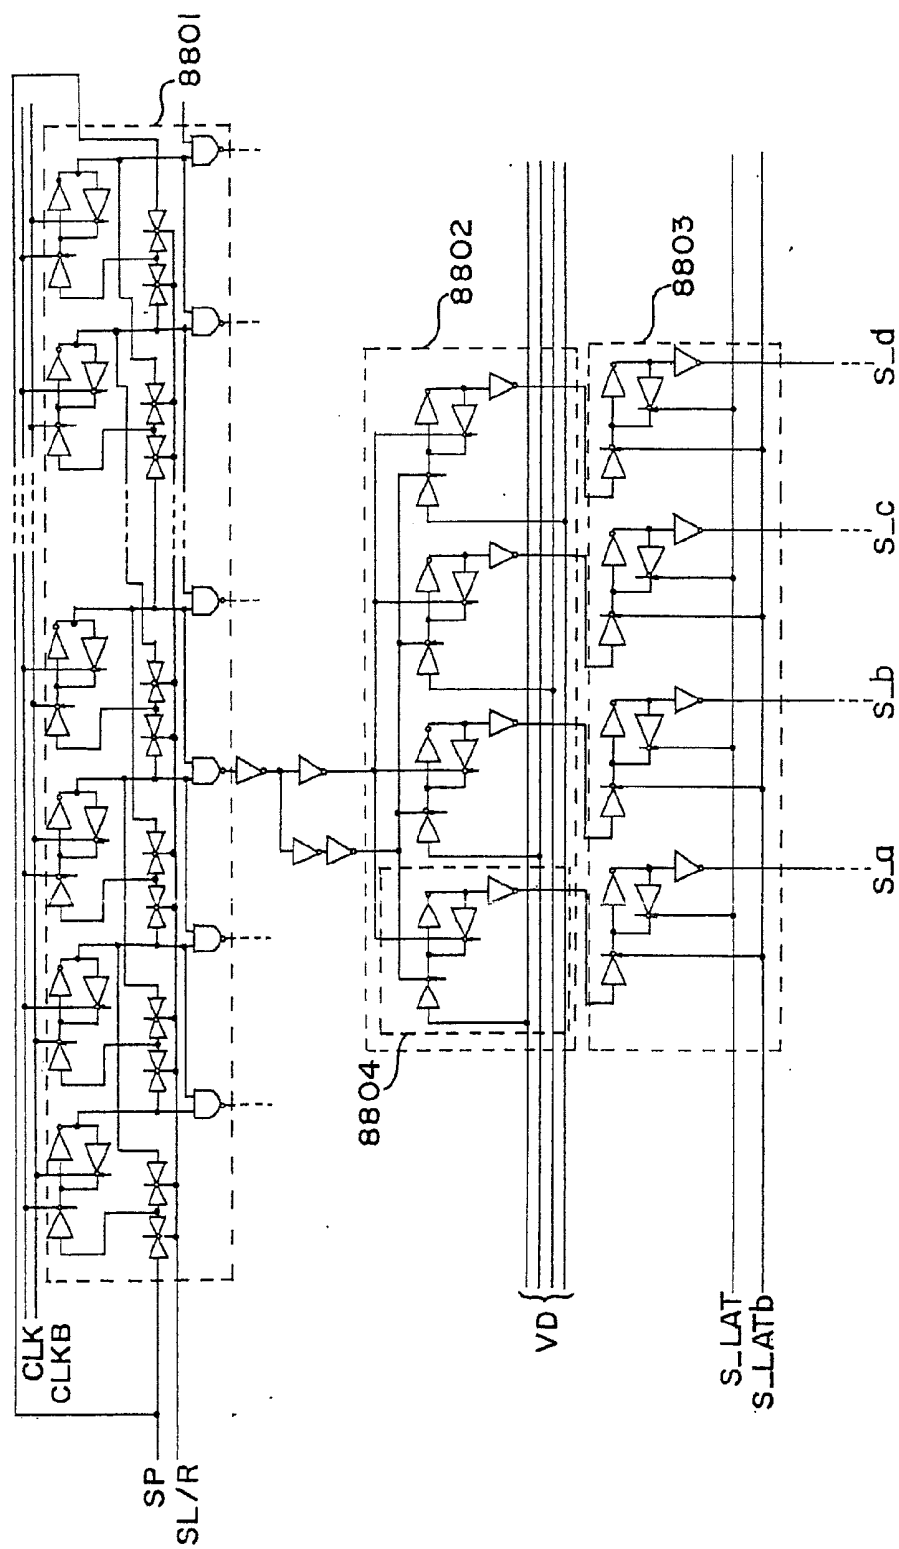 8801
CLK
CLKB
SP
SL/R
8802
8804
VD
8803
S_LAT
S_LATb
S_a
S_b
S_c
S_d